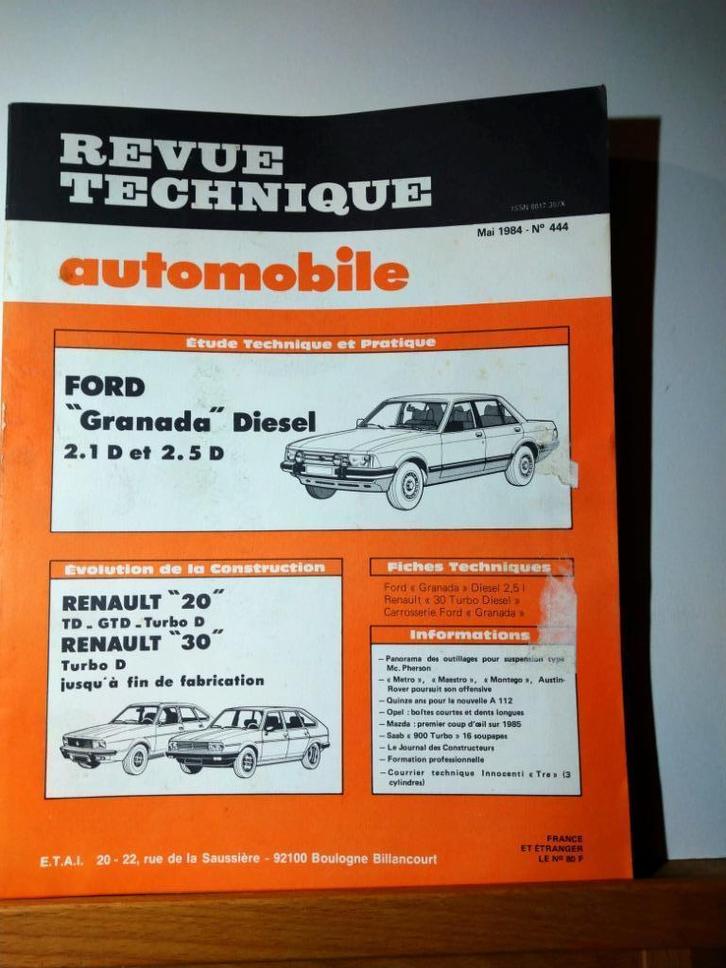 REVUE
TECHNIQUE
ISSN 0017-307X
Mai 1984 - N° 444
automobile
Étude Technique et Pratique
FORD
"Granada" Diesel
2.1 D et 2.5 D
Évolution de la Construction
RENAULT "20"
TD - GTD - Turbo D
RENAULT "30"
Turbo D
jusqu'à fin de fabrication
Fiches Techniques
Ford « Granada » Diesel 2,5 l
Renault « 30 Turbo Diesel »
Carrosserie Ford « Granada »
Informations
— Panorama des outillages pour suspension type
Mc. Pherson
— « Metro », « Maestro », « Montego », Austin-
Rover poursuit son offensive
— Quinze ans pour la nouvelle A 112
— Opel : boîtes courtes et dents longues
— Mazda : premier coup d'œil sur 1985
— Saab « 900 Turbo » 16 soupapes
— Le Journal des Constructeurs
— Formation professionnelle
— Courrier technique Innocenti « Tre » (3
cylindres)
E.T.A.I. 20 - 22, rue de la Saussière - 92100 Boulogne Billancourt
FRANCE
ET ÉTRANGER
LE N° 80 F